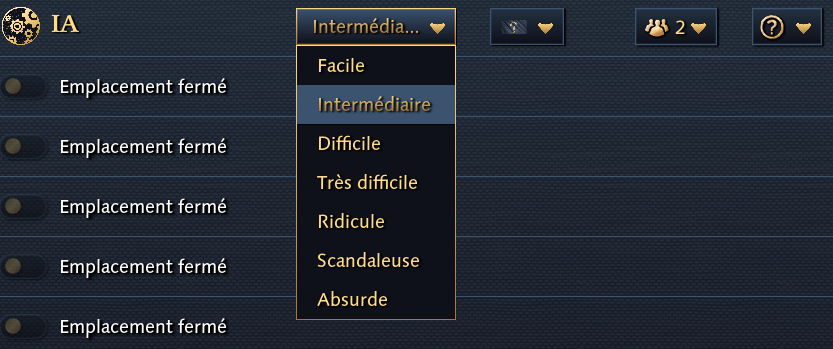 IA
Intermédia...
?
2
?
Facile
Intermédiaire
Difficile
Très difficile
Ridicule
Scandaleuse
Absurde
Emplacement fermé
Emplacement fermé
Emplacement fermé
Emplacement fermé
Emplacement fermé